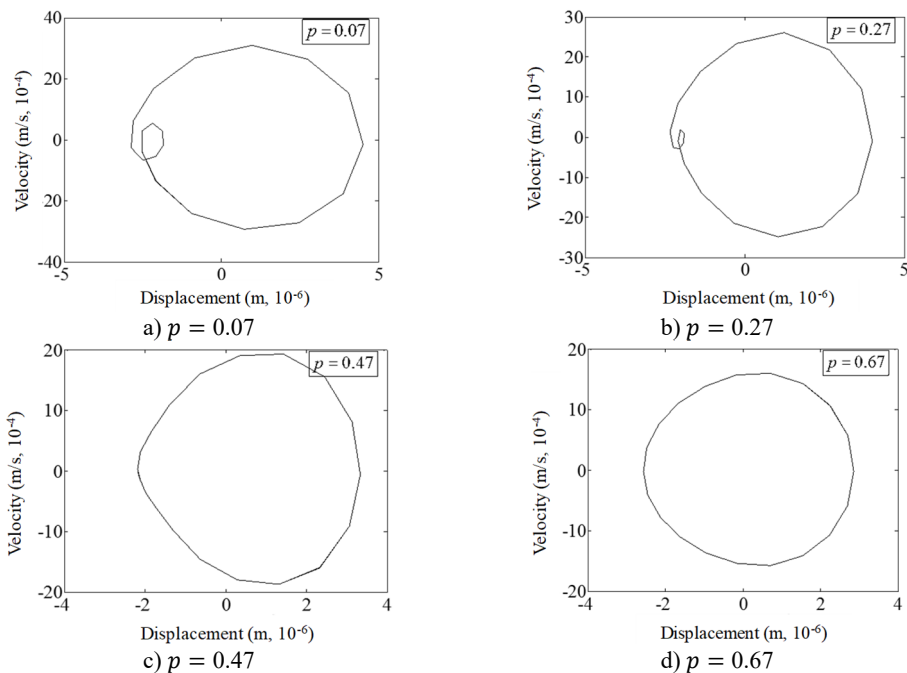 p = 0.07
Velocity (m/s, 10⁻⁴)
40
20
0
20
-40
-5
0
5
Displacement (m, 10⁻⁶)
a) p = 0.07
p = 0.27
Velocity (m/s, 10⁻⁴)
30
20
10
0
-10
-20
-30
-5
0
5
Displacement (m, 10⁻⁶)
b) p = 0.27
p = 0.47
Velocity (m/s, 10⁻⁴)
20
10
0
-10
-20
-4
-2
0
2
4
Displacement (m, 10⁻⁶)
c) p = 0.47
p = 0.67
Velocity (m/s, 10⁻⁴)
20
10
0
-10
-20
-4
-2
0
2
4
Displacement (m, 10⁻⁶)
d) p = 0.67